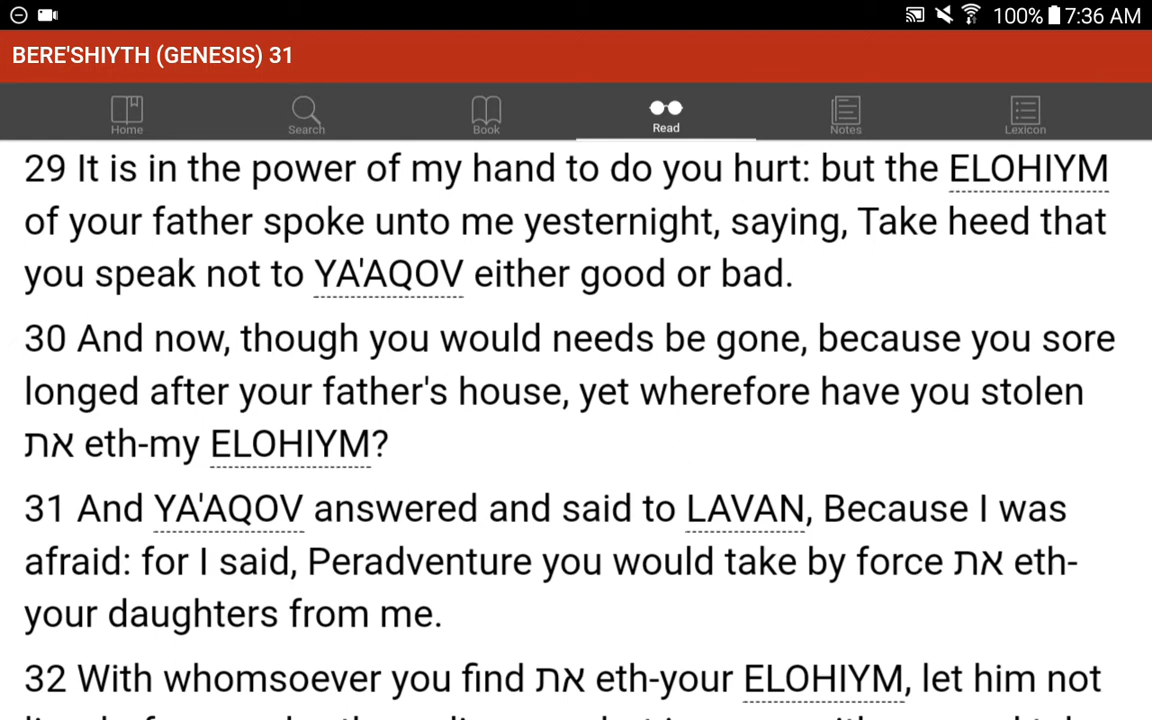 100% 7:36 AM
BERE'SHIYTH (GENESIS) 31
Home Search Book Read Notes Lexicon
29 It is in the power of my hand to do you hurt: but the ELOHIYM
of your father spoke unto me yesternight, saying, Take heed that
you speak not to YA'AQOV either good or bad.
30 And now, though you would needs be gone, because you sore
longed after your father's house, yet wherefore have you stolen
את eth-my ELOHIYM?
31 And YA'AQOV answered and said to LAVAN, Because I was
afraid: for I said, Peradventure you would take by force את eth-
your daughters from me.
32 With whomsoever you find את eth-your ELOHIYM, let him not